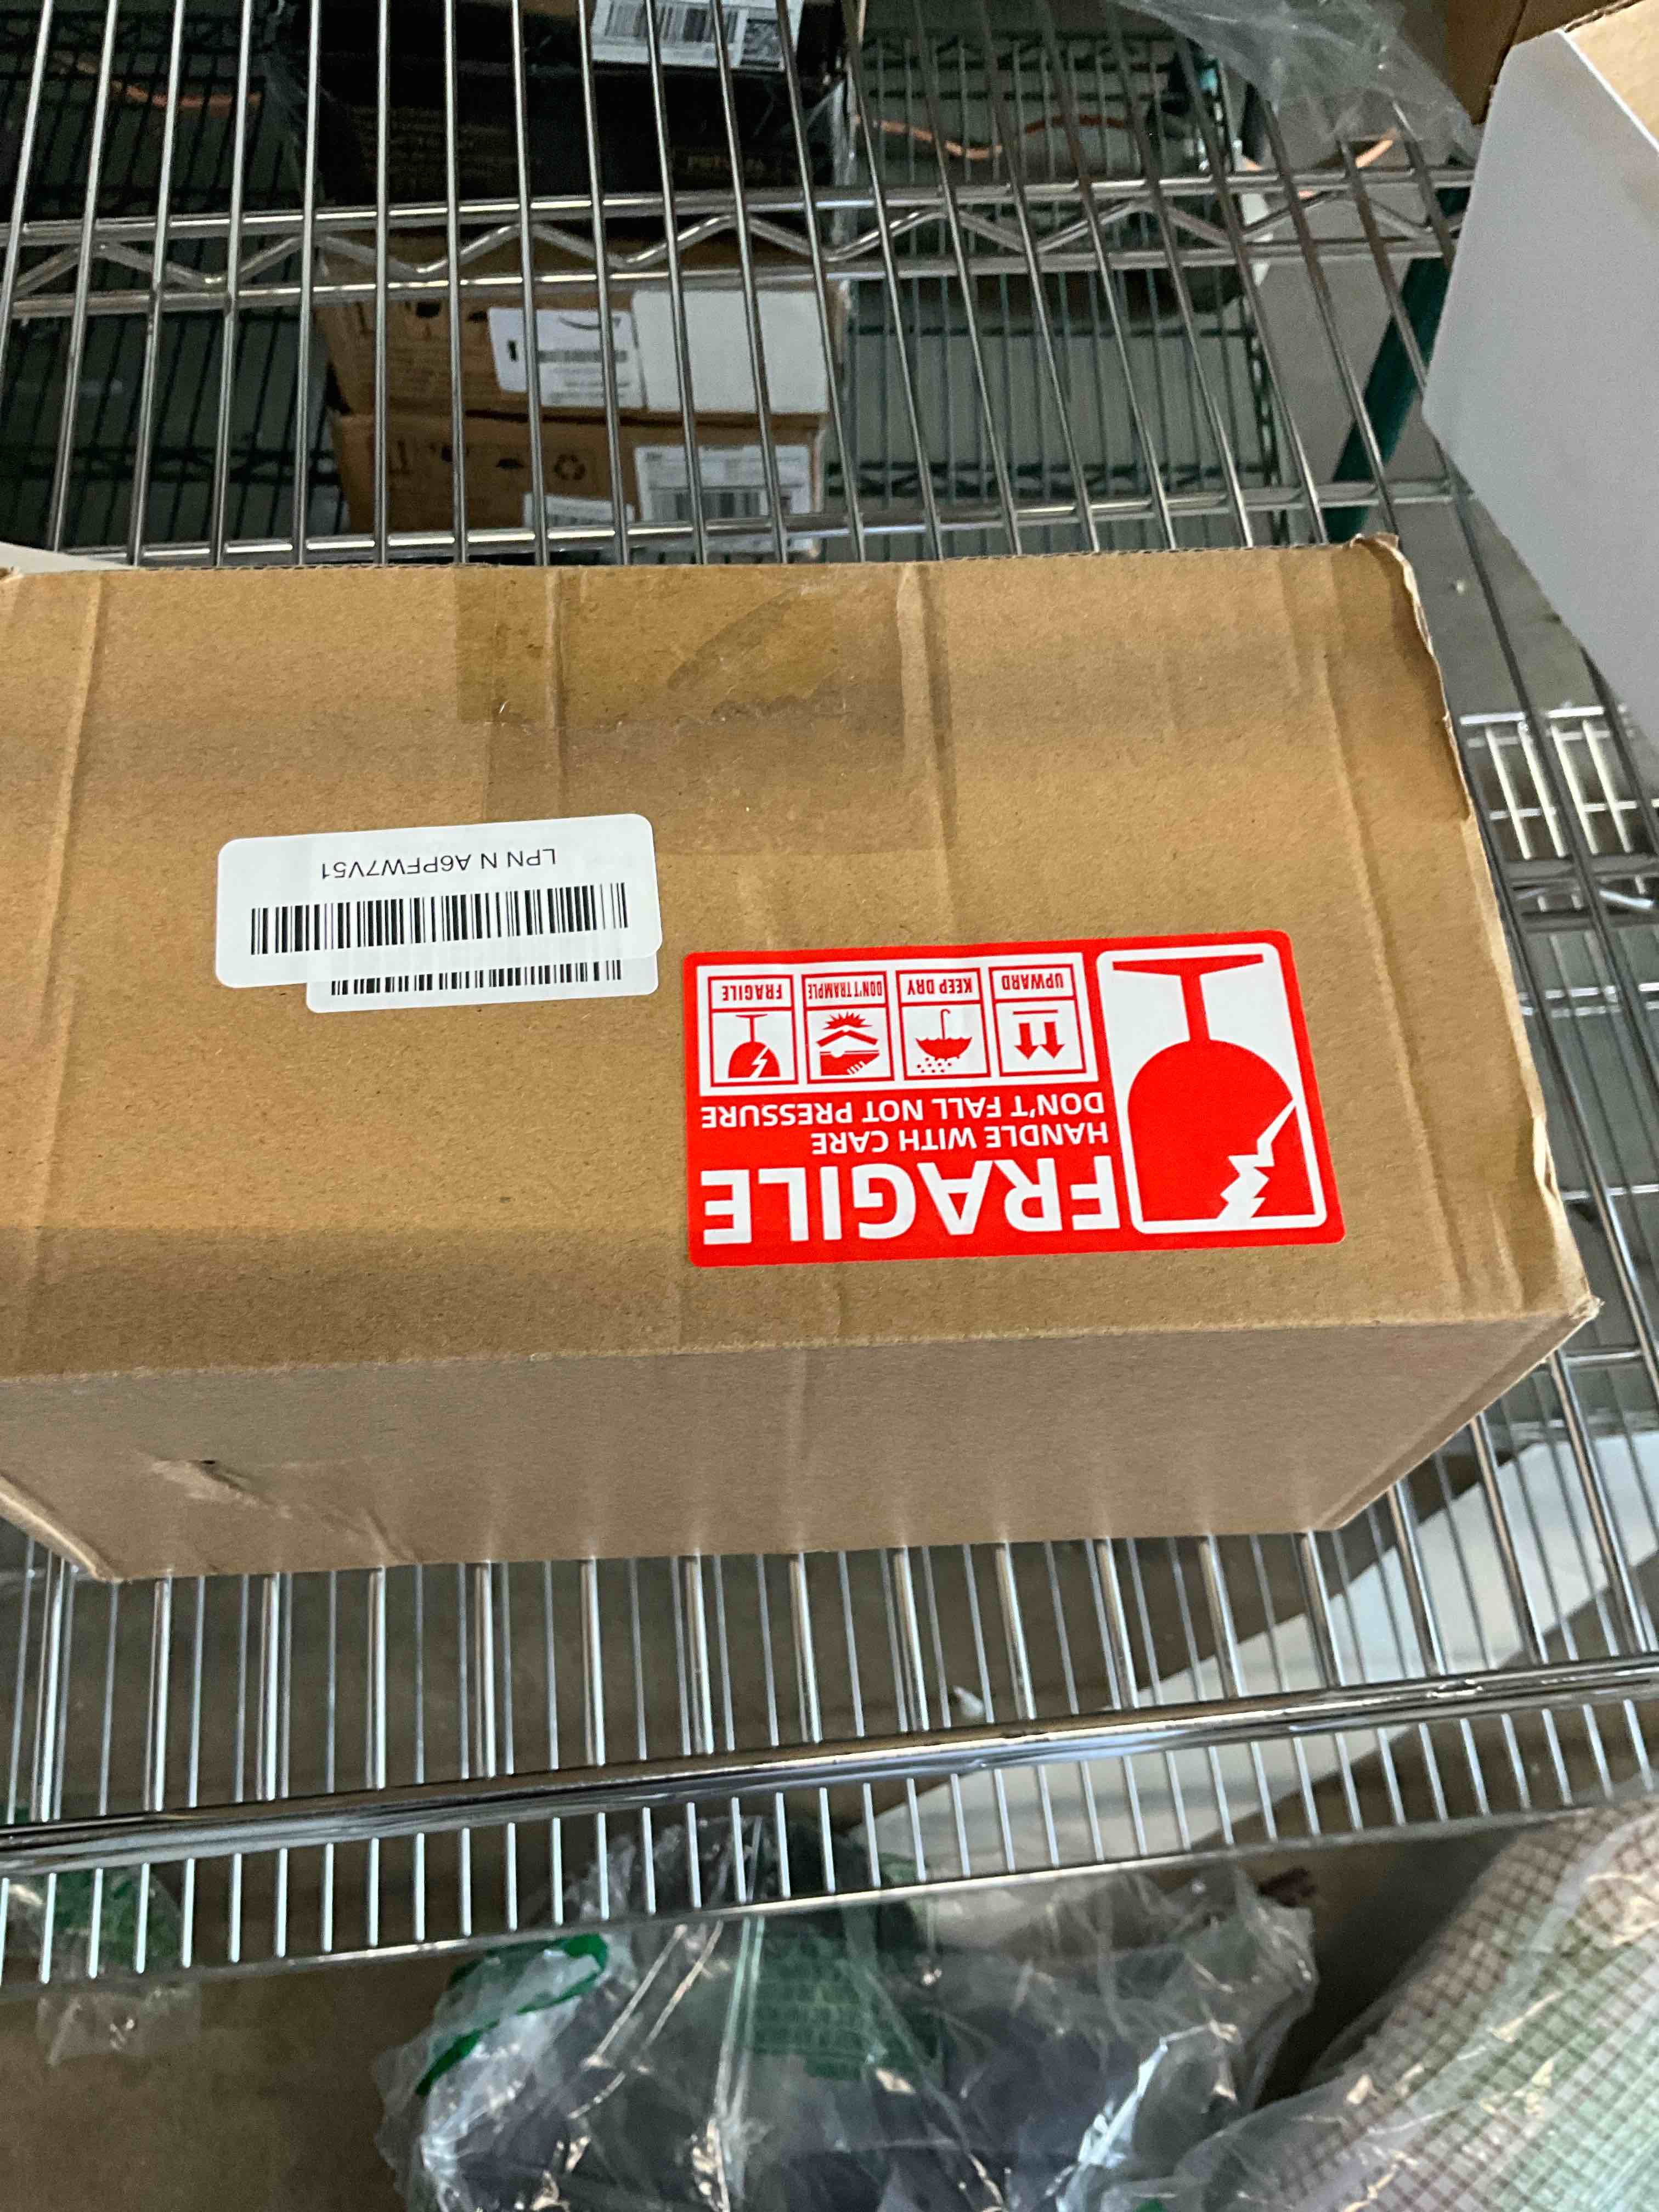 LPN N A6PFW7V51
FRAGILE
HANDLE WITH CARE
DON'T FALL NOT PRESSURE
UPWARD
KEEP DRY
DON'T TRAMPLE
FRAGILE